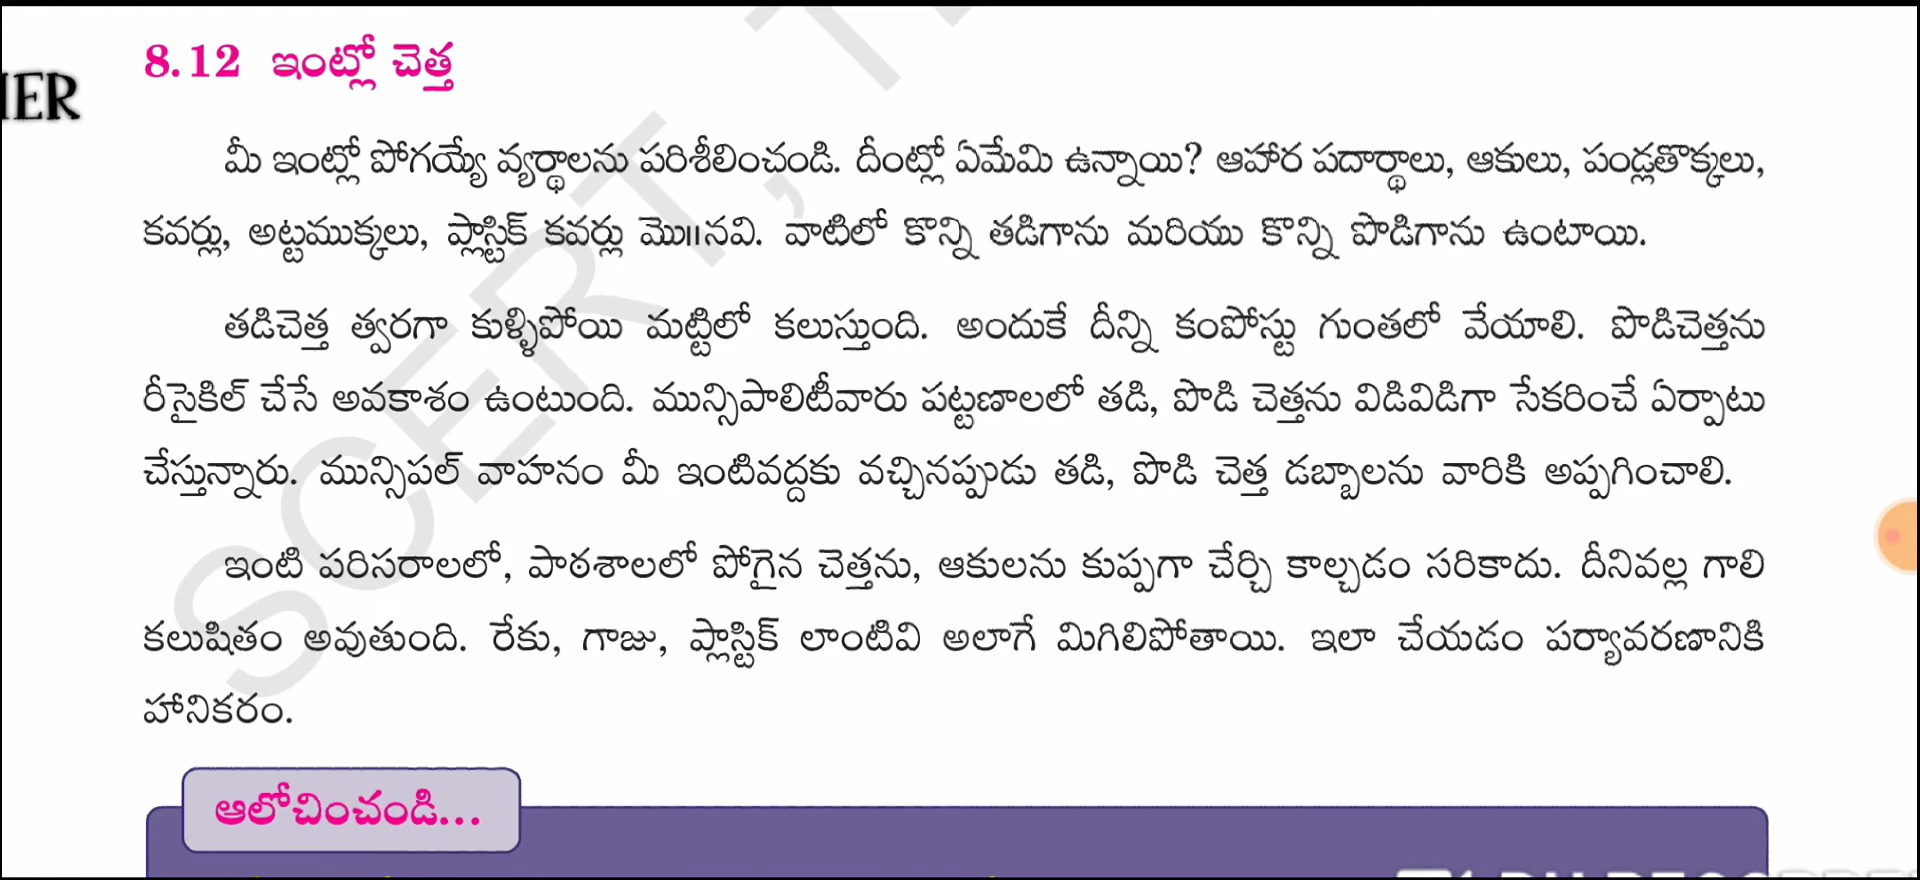 8.12 ఇంట్లో చెత్త
IER
మీ ఇంట్లో పోగయ్యే వ్యర్థాలను పరిశీలించండి. దీంట్లో ఏమేమి ఉన్నాయి? ఆహార పదార్థాలు, ఆకులు, పండ్లతొక్కలు,
కవర్లు, అట్టముక్కలు, ప్లాస్టిక్ కవర్లు మొ॥నవి. వాటిలో కొన్ని తడిగాను మరియు కొన్ని పొడిగాను ఉంటాయి.
తడిచెత్త త్వరగా కుళ్ళిపోయి మట్టిలో కలుస్తుంది. అందుకే దీన్ని కంపోస్టు గుంతలో వేయాలి. పొడిచెత్తను
రీసైకిల్ చేసే అవకాశం ఉంటుంది. మున్సిపాలిటీవారు పట్టణాలలో తడి, పొడి చెత్తను విడివిడిగా సేకరించే ఏర్పాటు
చేస్తున్నారు. మున్సిపల్ వాహనం మీ ఇంటివద్దకు వచ్చినప్పుడు తడి, పొడి చెత్త డబ్బాలను వారికి అప్పగించాలి.
ఇంటి పరిసరాలలో, పాఠశాలలో పోగైన చెత్తను, ఆకులను కుప్పగా చేర్చి కాల్చడం సరికాదు. దీనివల్ల గాలి
కలుషితం అవుతుంది. రేకు, గాజు, ప్లాస్టిక్ లాంటివి అలాగే మిగిలిపోతాయి. ఇలా చేయడం పర్యావరణానికి
హానికరం.
ఆలోచించండి...
SCERT, T